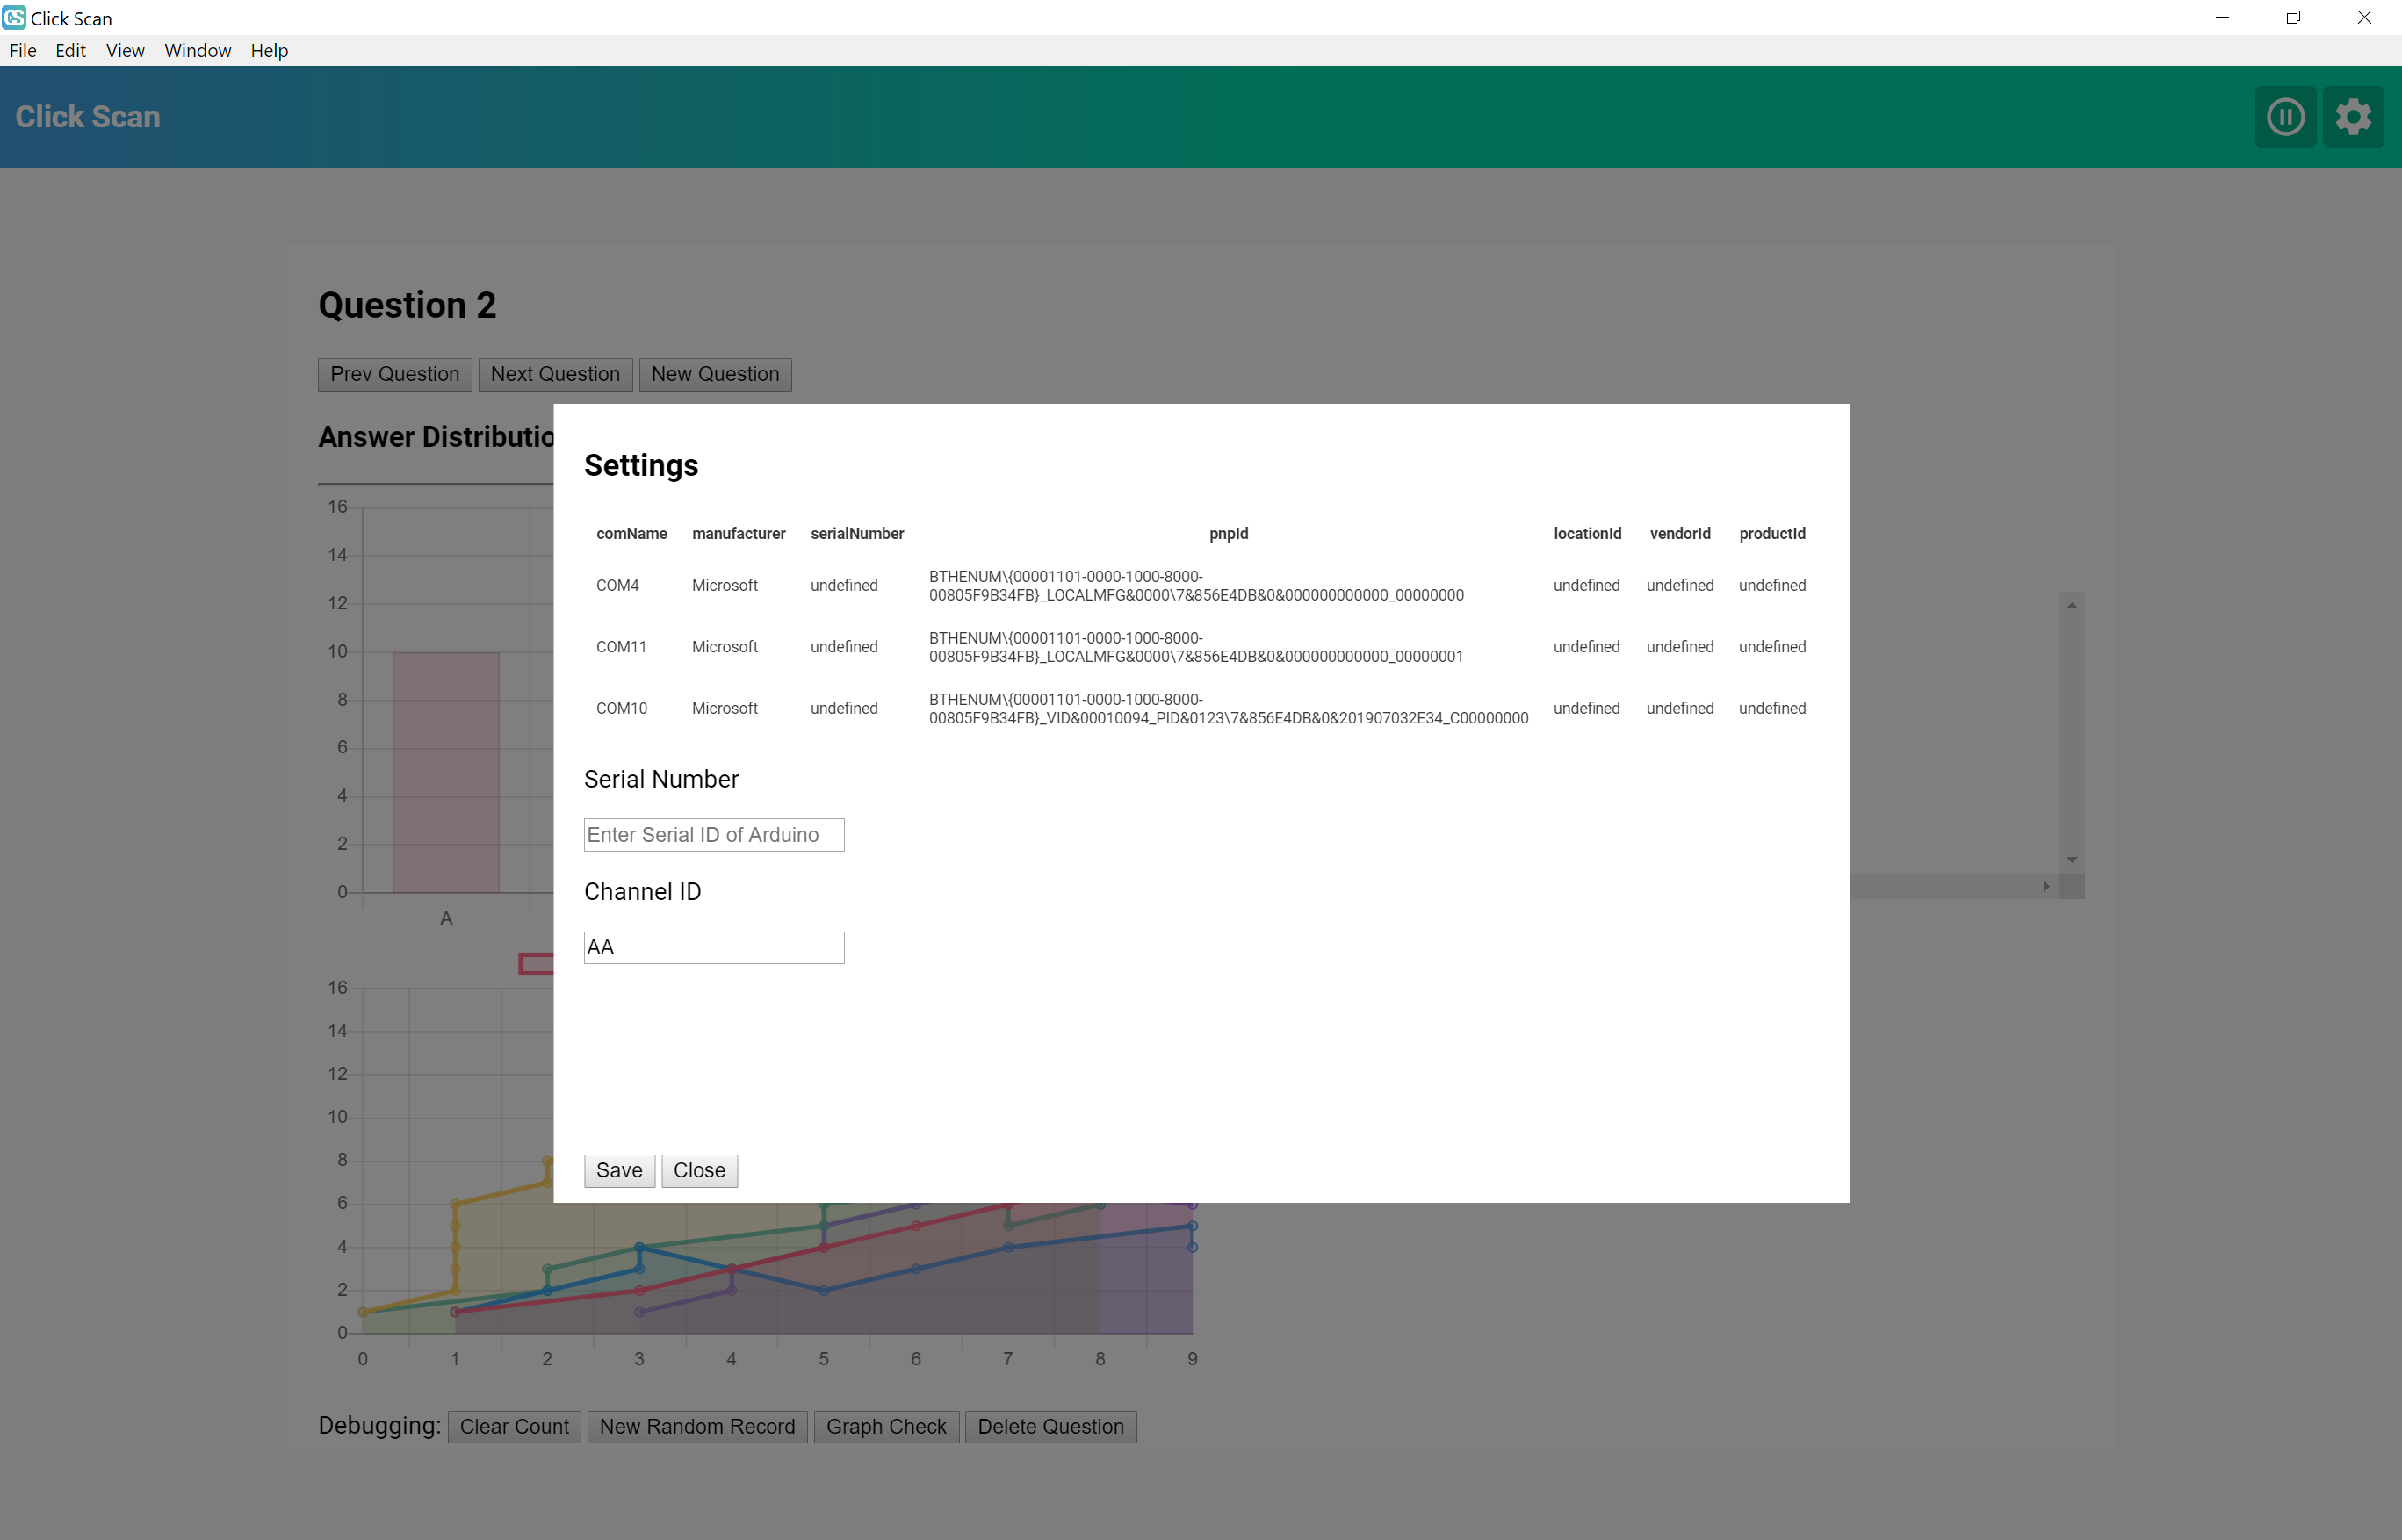 Click Scan
File Edit View Window Help
Click Scan
Question 2
Prev Question Next Question New Question
Answer Distributio
16
14
12
10
8
6
4
2
0
A
Settings
comName manufacturer serialNumber pnpId locationId vendorId productId
COM4 Microsoft undefined BTHENUM\{00001101-0000-1000-8000-
00805F9B34FB}_LOCALMFG&0000\7&856E4DB&0&000000000000_00000000 undefined undefined undefined
COM11 Microsoft undefined BTHENUM\{00001101-0000-1000-8000-
00805F9B34FB}_LOCALMFG&0000\7&856E4DB&0&000000000000_00000001 undefined undefined undefined
COM10 Microsoft undefined BTHENUM\{00001101-0000-1000-8000-
00805F9B34FB}_VID&00010094_PID&0123\7&856E4DB&0&201907032E34_C00000000 undefined undefined undefined
Serial Number
Enter Serial ID of Arduino
Channel ID
AA
Save Close
16
14
12
10
8
6
4
2
0
0 1 2 3 4 5 6 7 8 9
Debugging: Clear Count New Random Record Graph Check Delete Question